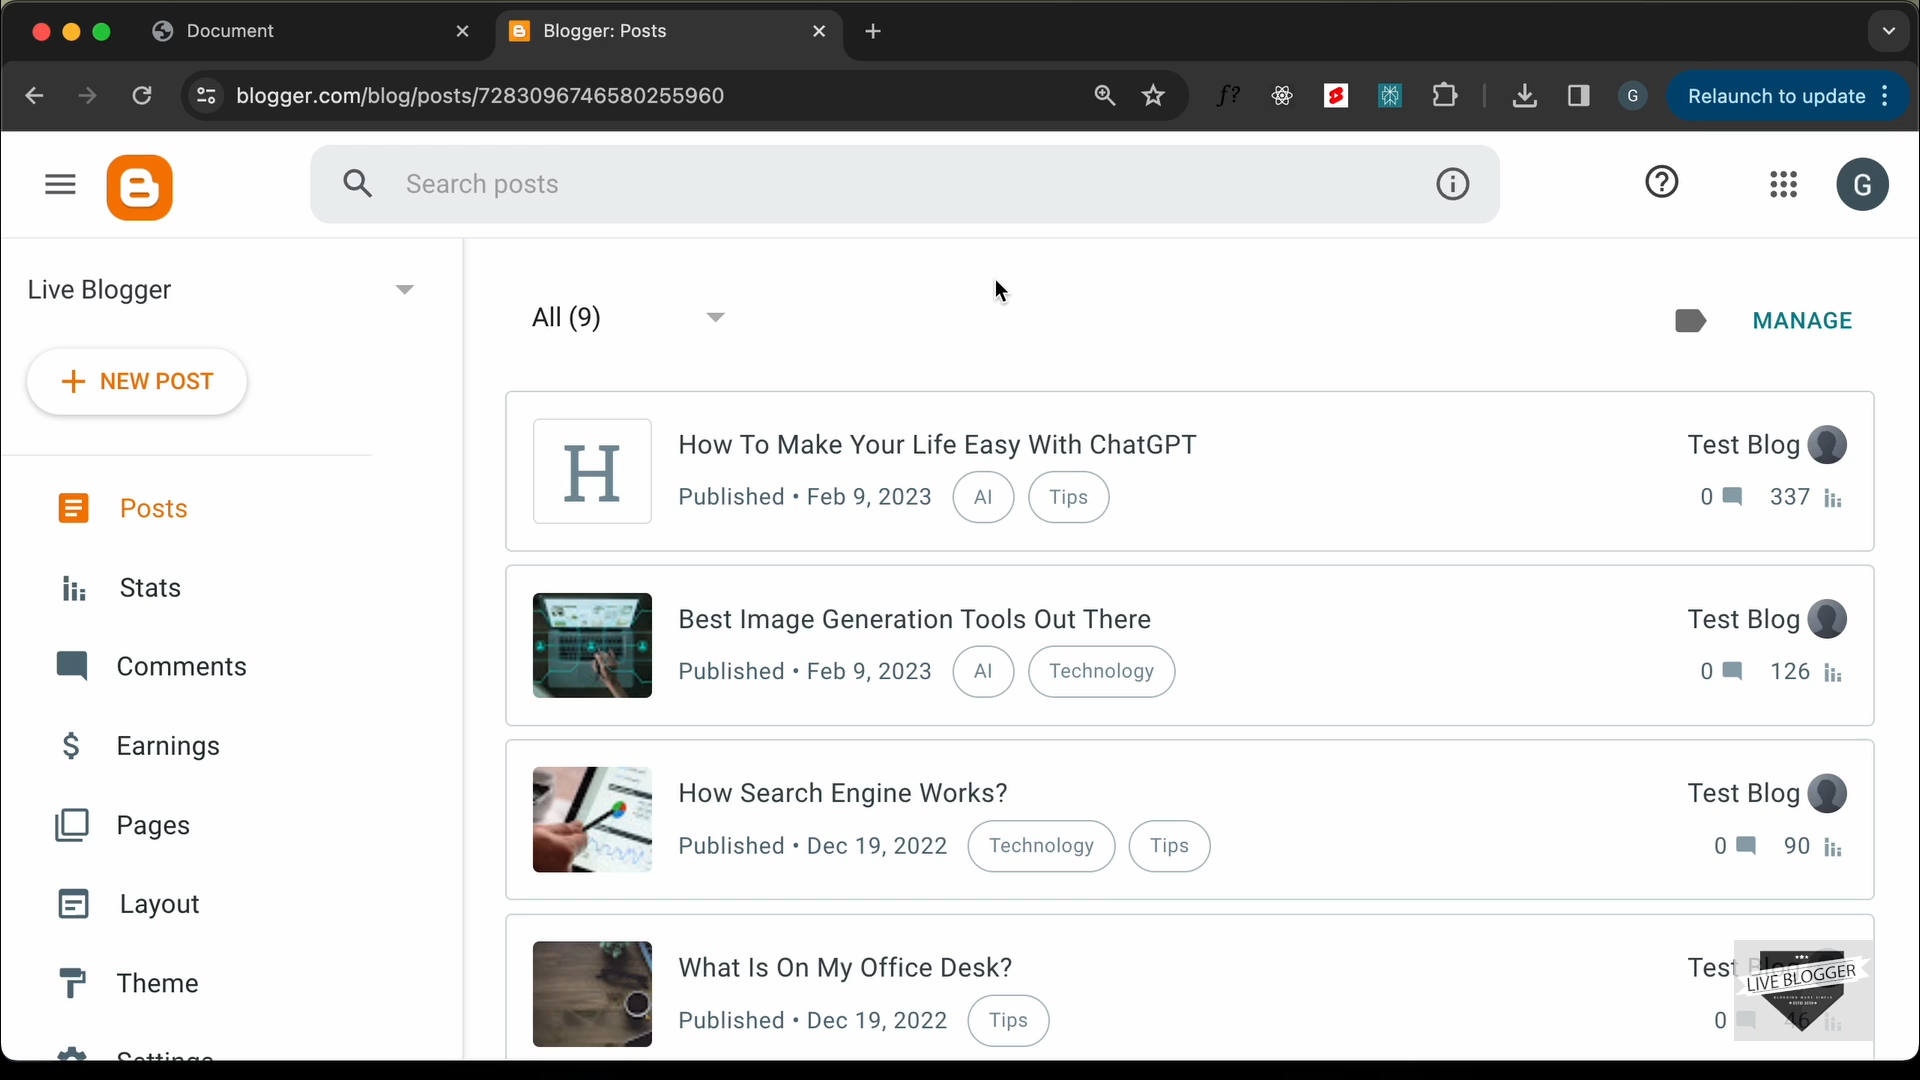 Document
Blogger: Posts
blogger.com/blog/posts/7283096746580255960
f?
G
Relaunch to update
Search posts
G
Live Blogger
All (9)
MANAGE
NEW POST
H
How To Make Your Life Easy With ChatGPT
Test Blog
Published • Feb 9, 2023 AI Tips
0 337
Posts
Stats
Best Image Generation Tools Out There
Test Blog
Published • Feb 9, 2023 AI Technology
0 126
Comments
Earnings
How Search Engine Works?
Test Blog
Published • Dec 19, 2022 Technology Tips
0 90
Pages
Layout
What Is On My Office Desk?
Test Blog
Published • Dec 19, 2022 Tips
0 46
LIVE BLOGGER
Theme
Settings